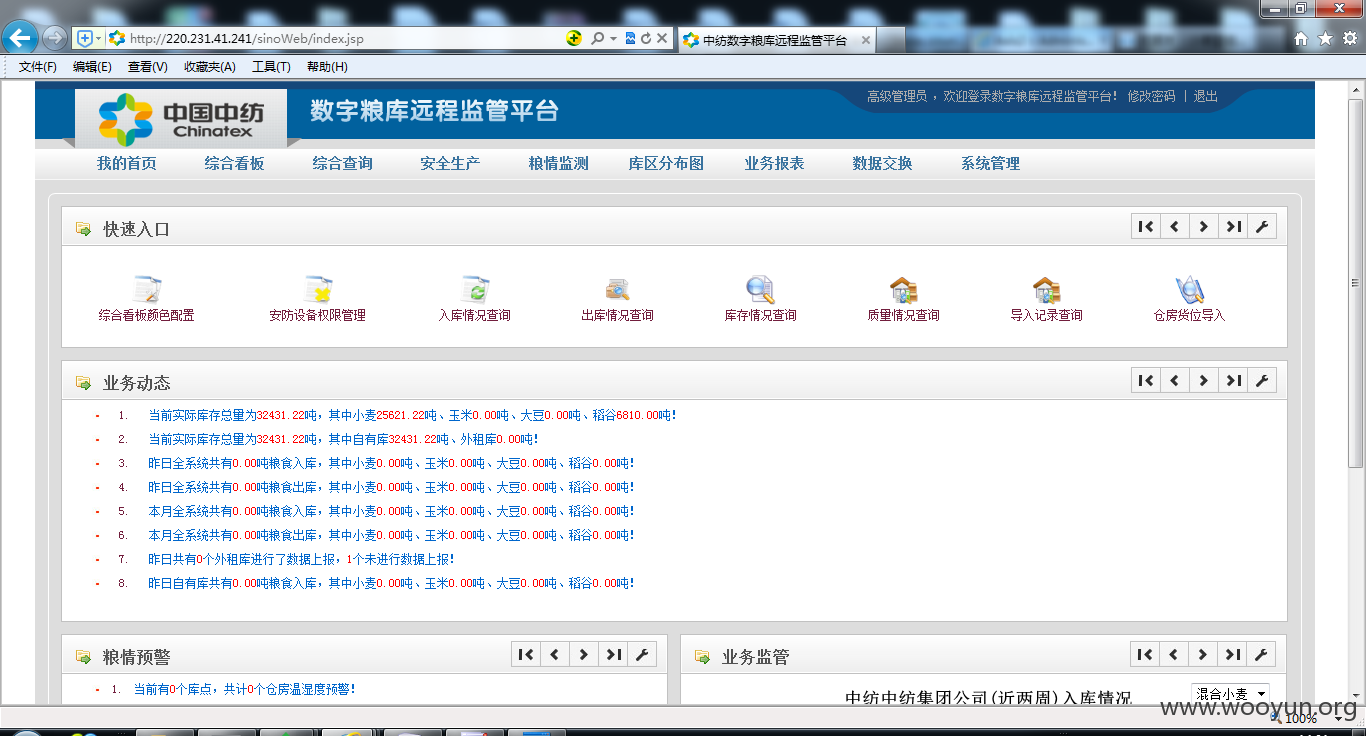 http://220.231.41.241/sinoWeb/index.jsp
中纺数字粮库远程监管平台
文件(F) 编辑(E) 查看(V) 收藏夹(A) 工具(T) 帮助(H)
中国中纺
Chinatex
数字粮库远程监管平台
高级管理员，欢迎登录数字粮库远程监管平台! 修改密码 | 退出
我的首页 综合看板 综合查询 安全生产 粮情监测 库区分布图 业务报表 数据交换 系统管理
快速入口
综合看板颜色配置 安防设备权限管理 入库情况查询 出库情况查询 库存情况查询 质量情况查询 导入记录查询 仓房货位导入
业务动态
1. 当前实际库存总量为32431.22吨，其中小麦25621.22吨、玉米0.00吨、大豆0.00吨、稻谷6810.00吨!
2. 当前实际库存总量为32431.22吨，其中自有库32431.22吨、外租库0.00吨!
3. 昨日全系统共有0.00吨粮食入库，其中小麦0.00吨、玉米0.00吨、大豆0.00吨、稻谷0.00吨!
4. 昨日全系统共有0.00吨粮食出库，其中小麦0.00吨、玉米0.00吨、大豆0.00吨、稻谷0.00吨!
5. 本月全系统共有0.00吨粮食入库，其中小麦0.00吨、玉米0.00吨、大豆0.00吨、稻谷0.00吨!
6. 本月全系统共有0.00吨粮食出库，其中小麦0.00吨、玉米0.00吨、大豆0.00吨、稻谷0.00吨!
7. 昨日共有0个外租库进行了数据上报，1个未进行数据上报!
8. 昨日自有库共有0.00吨粮食入库，其中小麦0.00吨、玉米0.00吨、大豆0.00吨、稻谷0.00吨!
粮情预警
1. 当前有0个库点，共计0个仓房温湿度预警!
业务监管
中纺中纺集团公司(近两周)入库情况
混合小麦
www.wooyun.org
100%